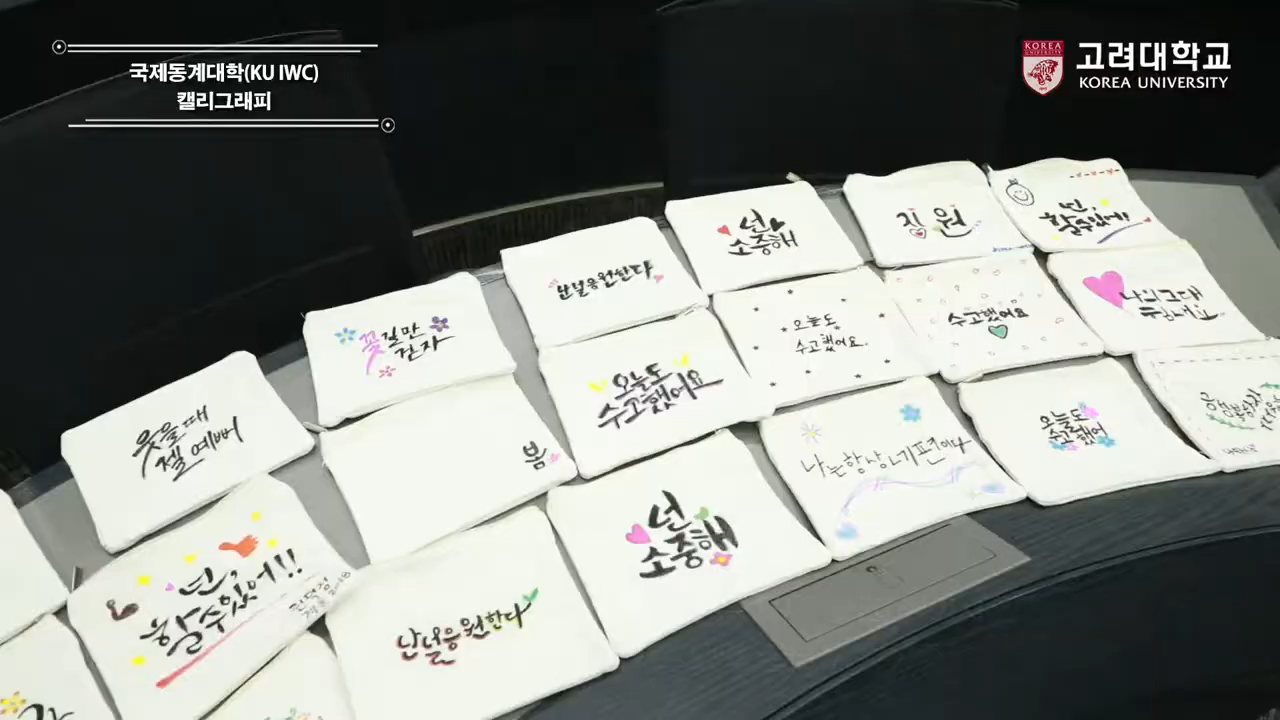 국제동계대학(KU IWC)
캘리그래피
KOREA
UNIVERSITY
고려대학교
KOREA UNIVERSITY
넌
소중해
직원
넌,
할수있어!
난널응원한다
오늘도
수고했어요.
수고했어요
나의그대
꽃길만
걷자
오늘도
수고했어요
웃을때
젤예뻐
봄
넌
소중해
나는항상네편이다
오늘도
수고했어
넌,
할수있어!!
난널응원한다